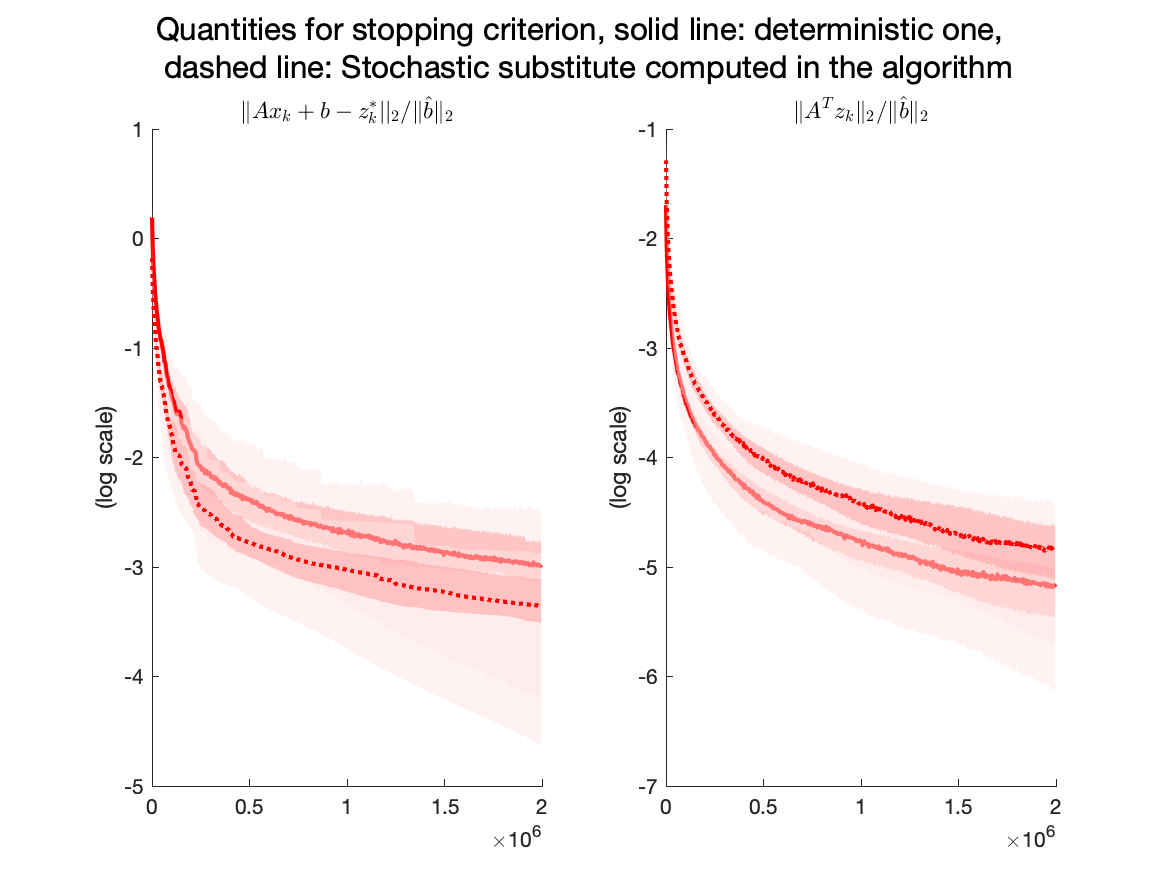 Quantities for stopping criterion, solid line: deterministic one,
dashed line: Stochastic substitute computed in the algorithm
‖Ax_k + b − z_k^*‖_2/‖b̂‖_2
‖A^T z_k‖_2/‖b̂‖_2
1
0
-1
-2
-3
-4
-5
(log scale)
0 0.5 1 1.5 2
×10^6
-1
-2
-3
-4
-5
-6
-7
(log scale)
0 0.5 1 1.5 2
×10^6